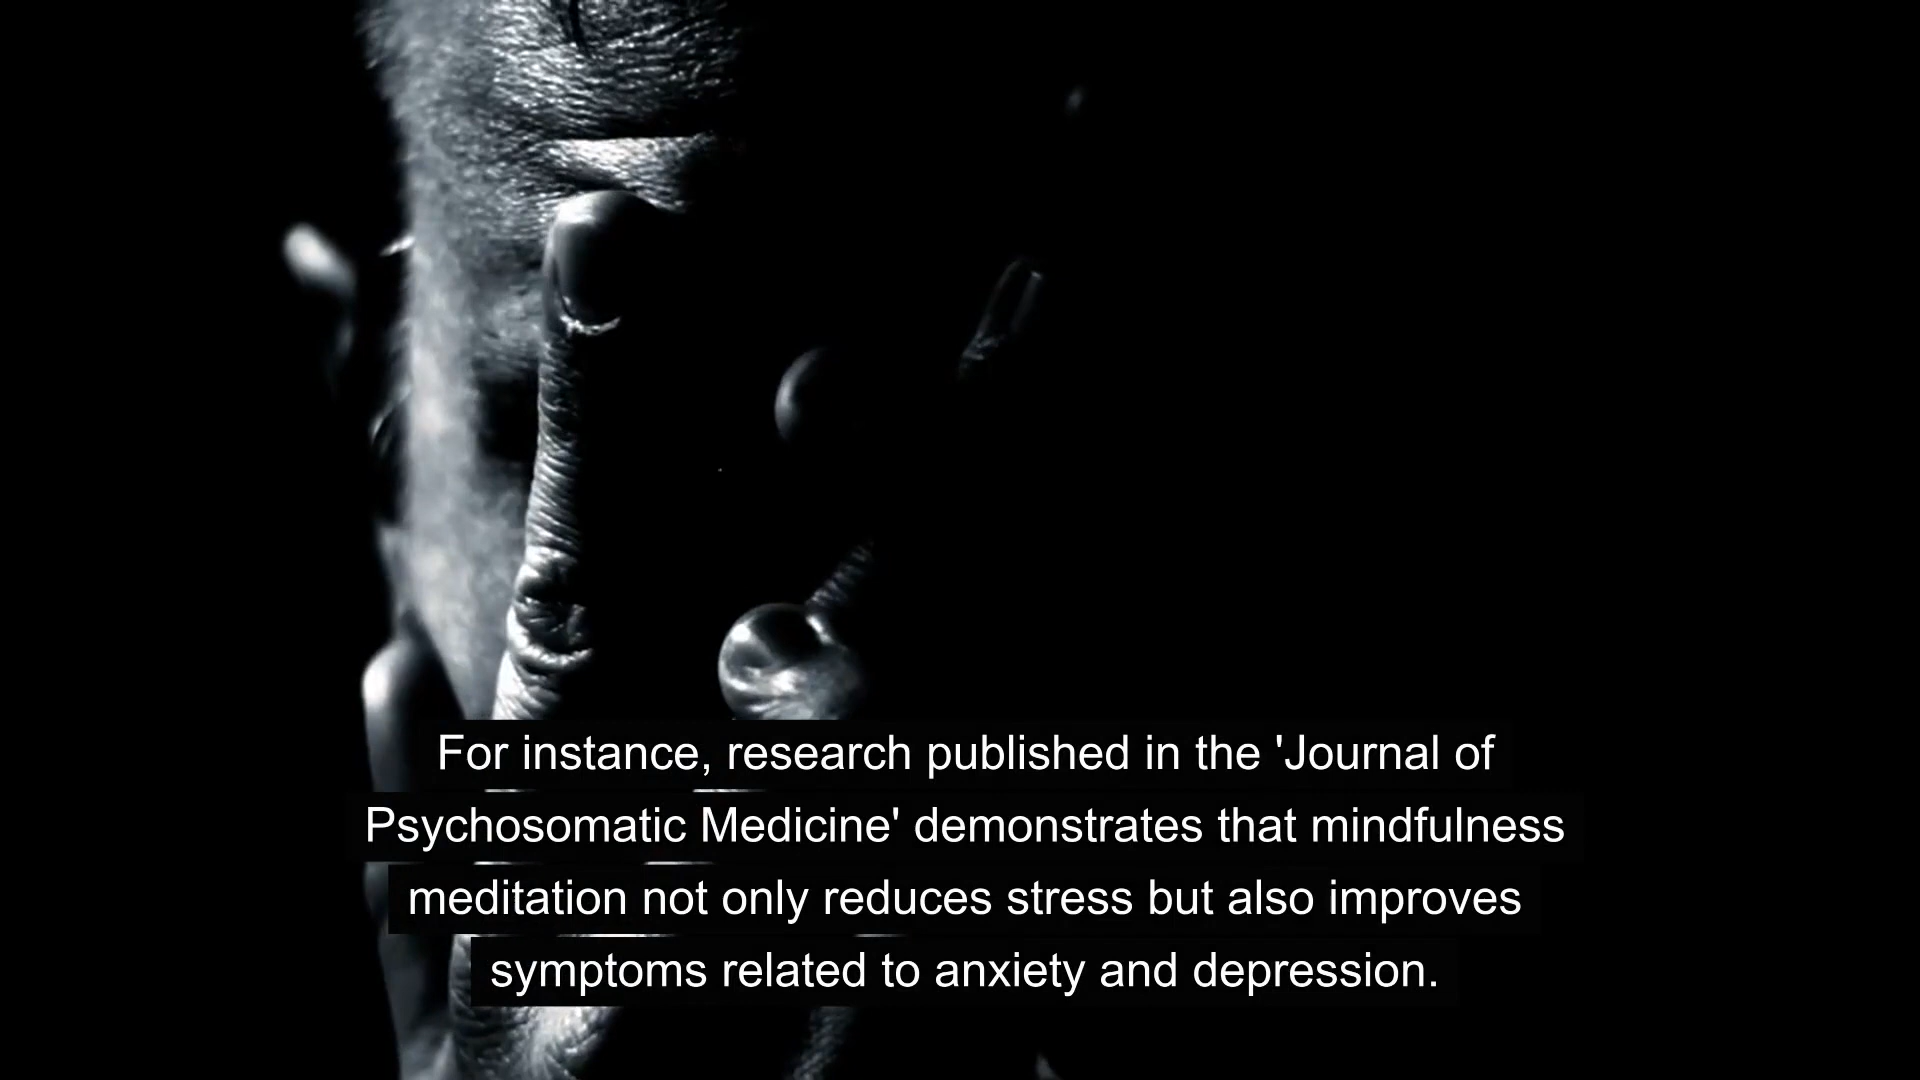 For instance, research published in the 'Journal of
Psychosomatic Medicine' demonstrates that mindfulness
meditation not only reduces stress but also improves
symptoms related to anxiety and depression.